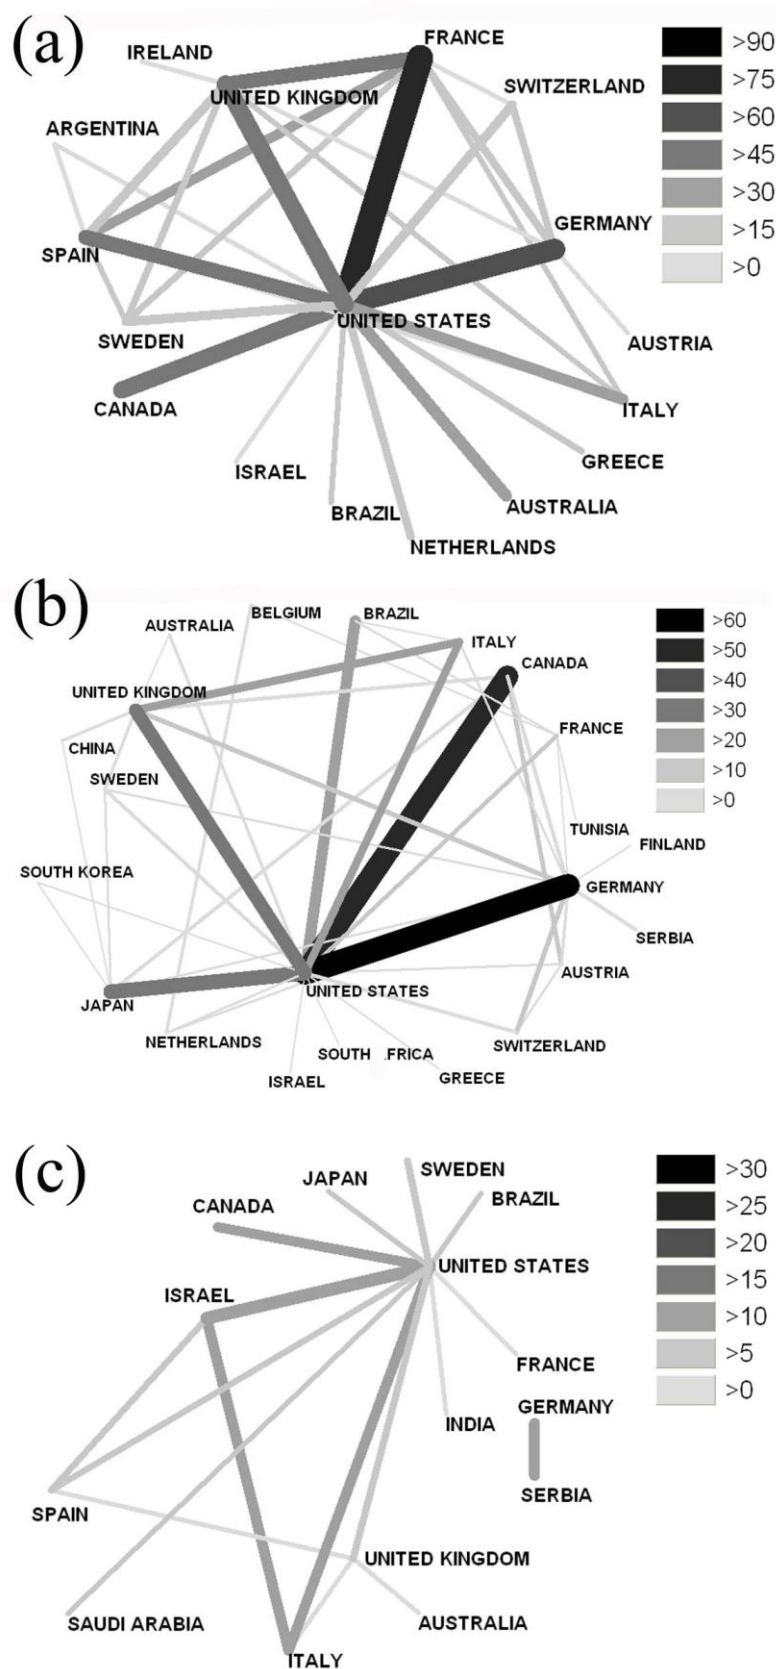 (a)
IRELAND
FRANCE
>90
UNITED KINGDOM
SWITZERLAND
>75
ARGENTINA
>60
>45
>30
SPAIN
GERMANY
>15
>0
UNITED STATES
SWEDEN
AUSTRIA
CANADA
ITALY
ISRAEL
GREECE
BRAZIL
AUSTRALIA
NETHERLANDS
(b)
BELGIUM
BRAZIL
>60
AUSTRALIA
ITALY
>50
CANADA
>40
UNITED KINGDOM
>30
FRANCE
>20
CHINA
>10
SWEDEN
>0
TUNISIA
FINLAND
SOUTH KOREA
GERMANY
SERBIA
AUSTRIA
UNITED STATES
JAPAN
NETHERLANDS
SWITZERLAND
SOUTH .FRICA
ISRAEL
GREECE
(c)
SWEDEN
>30
JAPAN
BRAZIL
>25
CANADA
>20
UNITED STATES
>15
ISRAEL
>10
>5
FRANCE
>0
GERMANY
INDIA
SERBIA
SPAIN
UNITED KINGDOM
SAUDI ARABIA
AUSTRALIA
ITALY